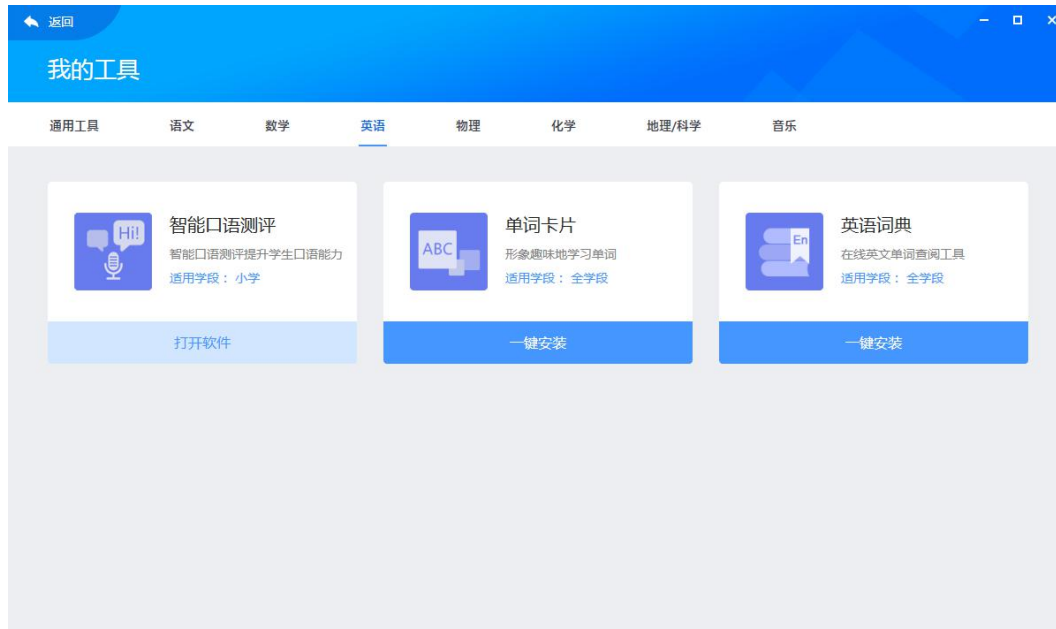 返回
我的工具
通用工具 语文 数学 英语 物理 化学 地理/科学 音乐
Hi!
智能口语测评
智能口语测评提升学生口语能力
适用学段： 小学
打开软件
ABC
单词卡片
形象趣味地学习单词
适用学段： 全学段
一键安装
En
英语词典
在线英文单词查阅工具
适用学段： 全学段
一键安装